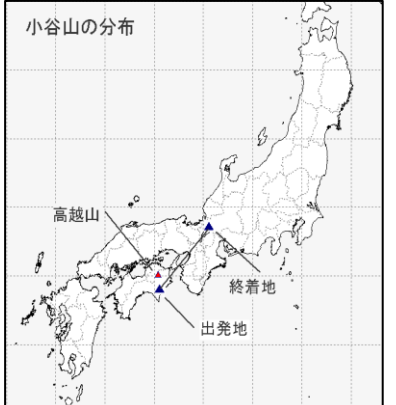 小谷山の分布
高越山
終着地
出発地